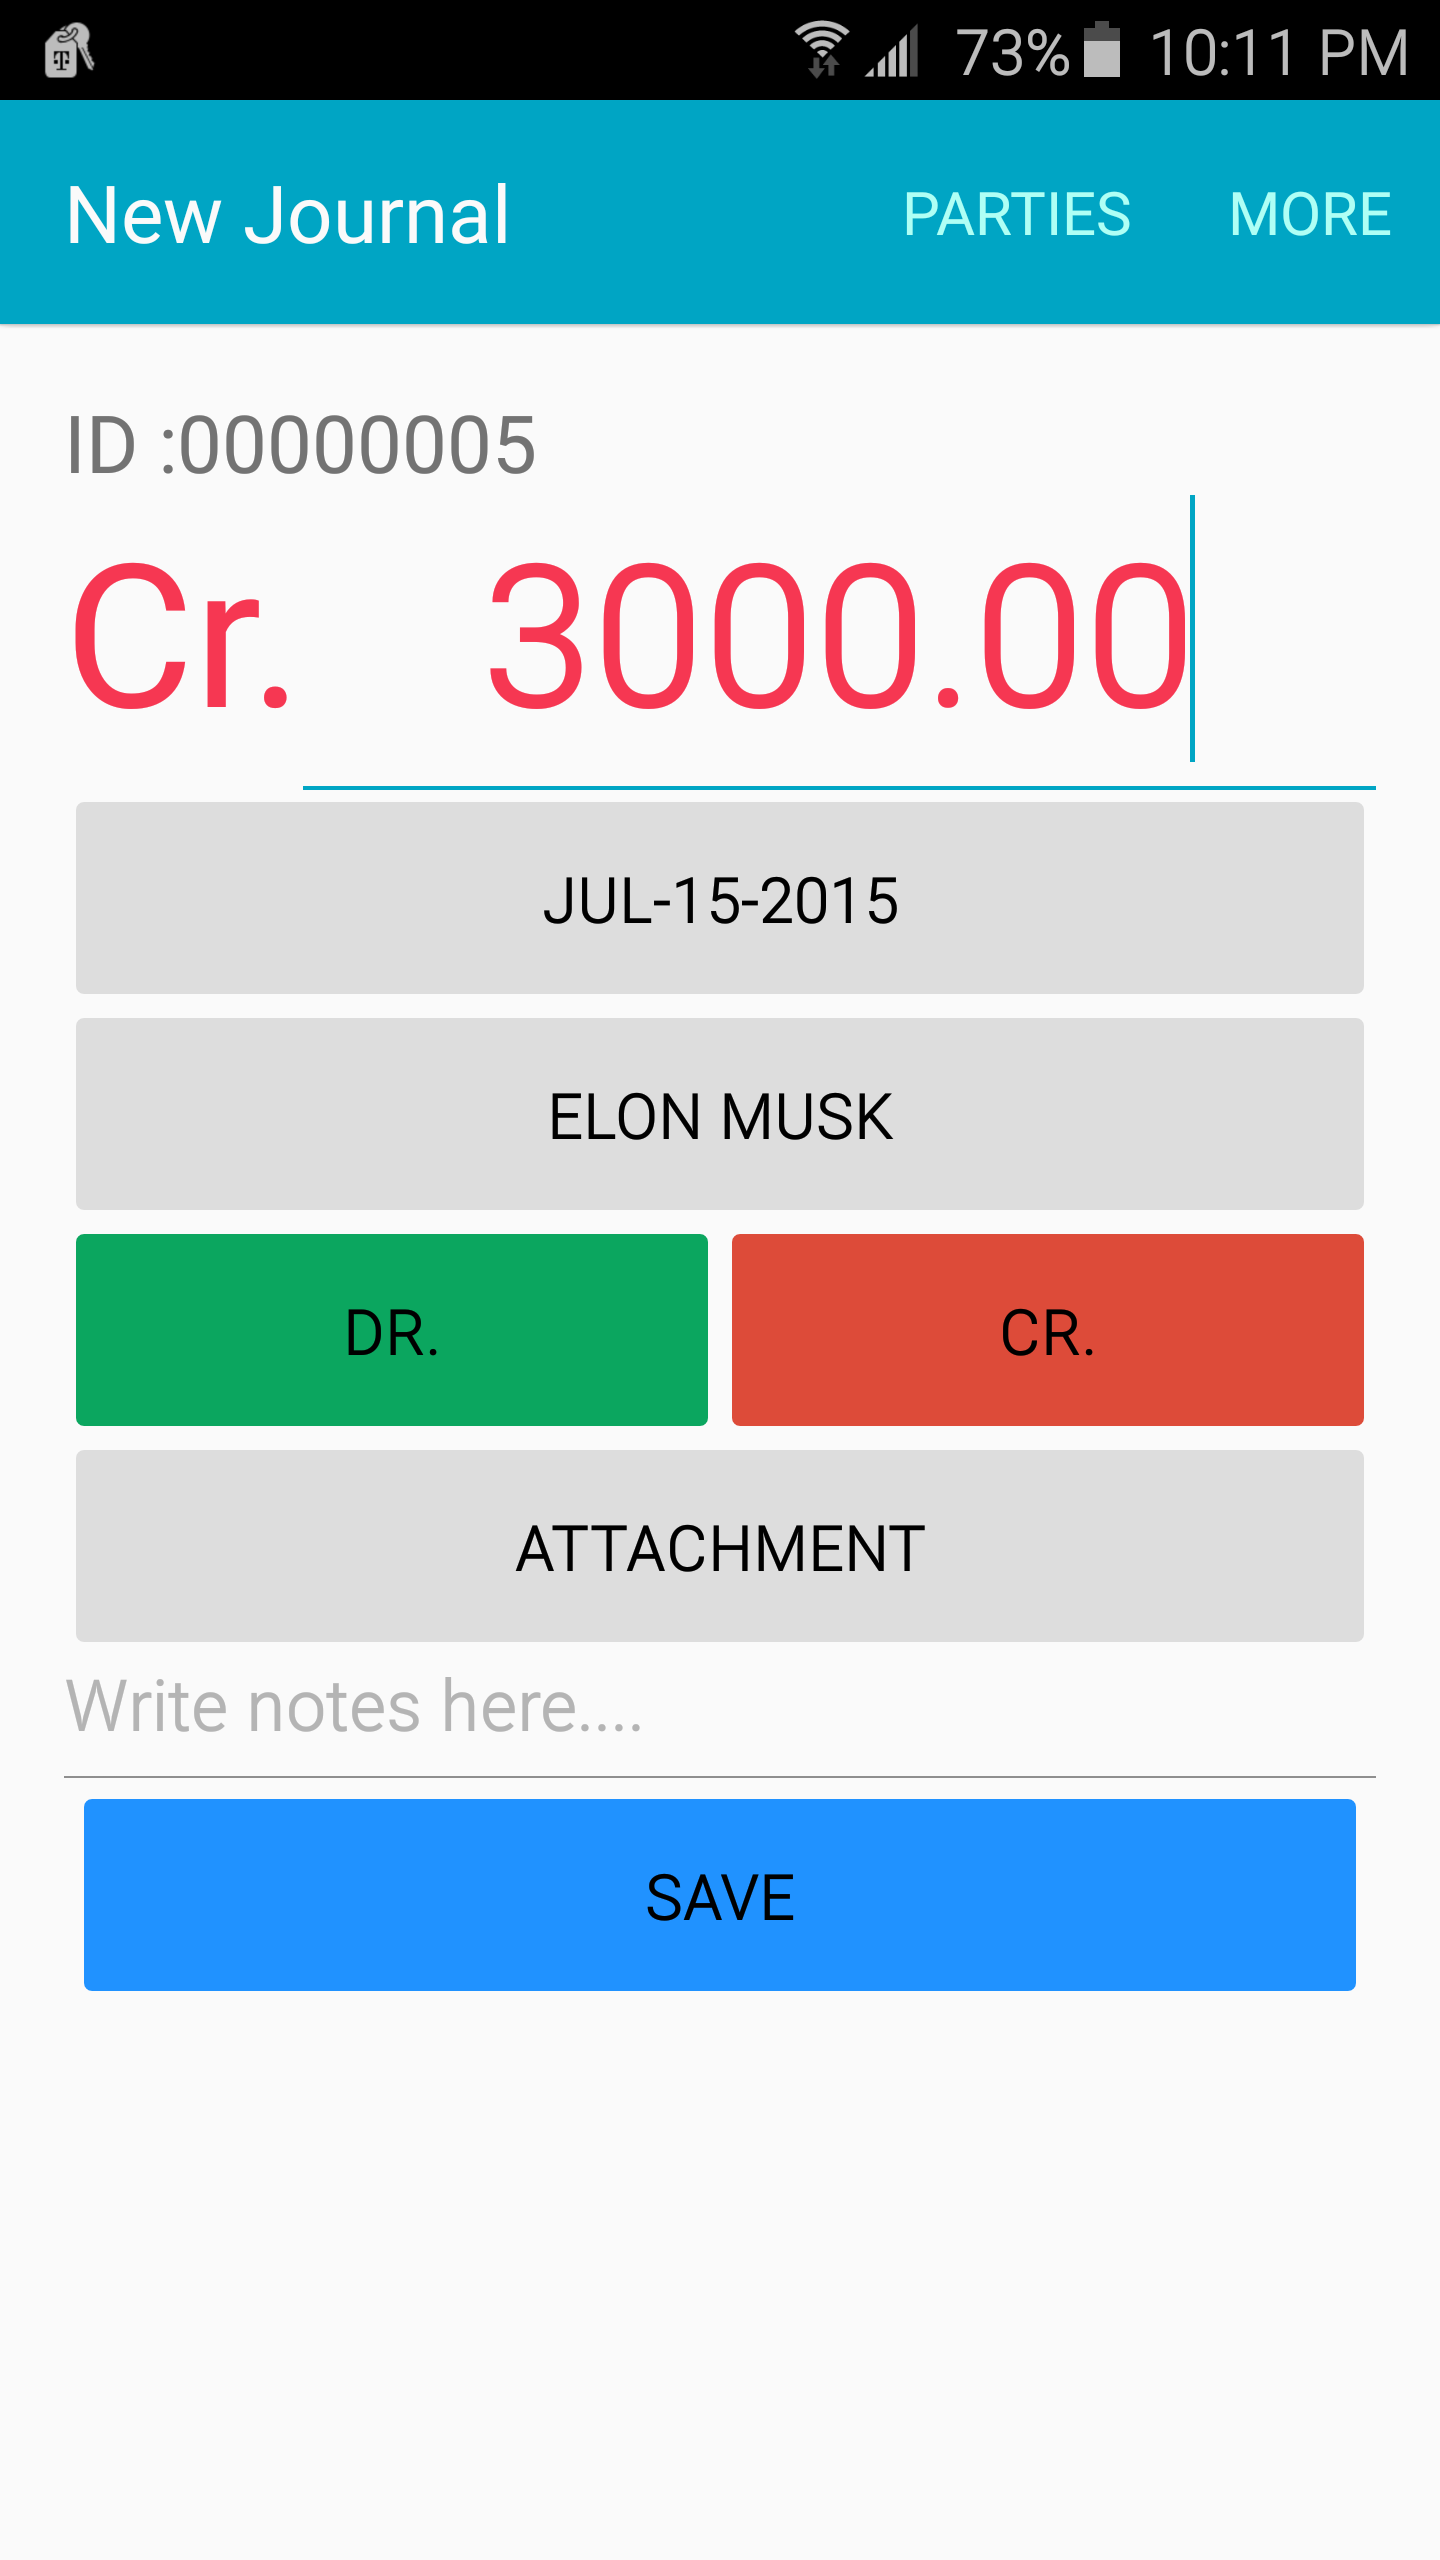 73% 10:11 PM
New Journal PARTIES MORE
ID :00000005
Cr. 3000.00
JUL-15-2015
ELON MUSK
DR. CR.
ATTACHMENT
Write notes here....
SAVE